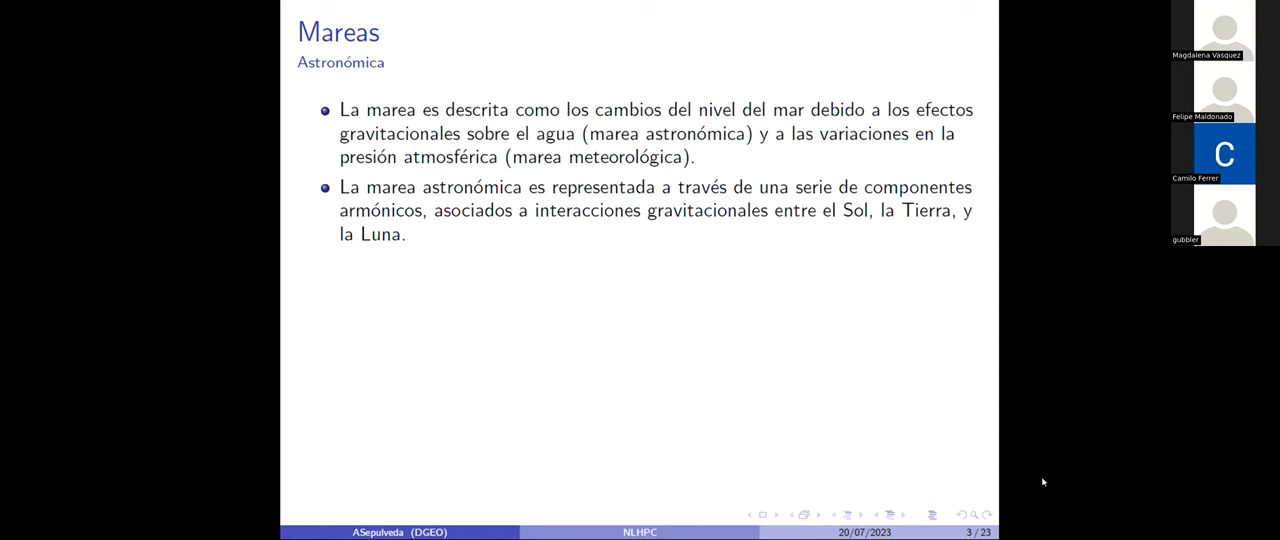 Mareas
Astronómica
La marea es descrita como los cambios del nivel del mar debido a los efectos
gravitacionales sobre el agua (marea astronómica) y a las variaciones en la
presión atmosférica (marea meteorológica).
La marea astronómica es representada a través de una serie de componentes
armónicos, asociados a interacciones gravitacionales entre el Sol, la Tierra, y
la Luna.
ASepulveda (DGEO) NLHPC 20/07/2023 3 / 23
Magdalena Vásquez
Felipe Maldonado
C
Camilo Ferrer
gubbler